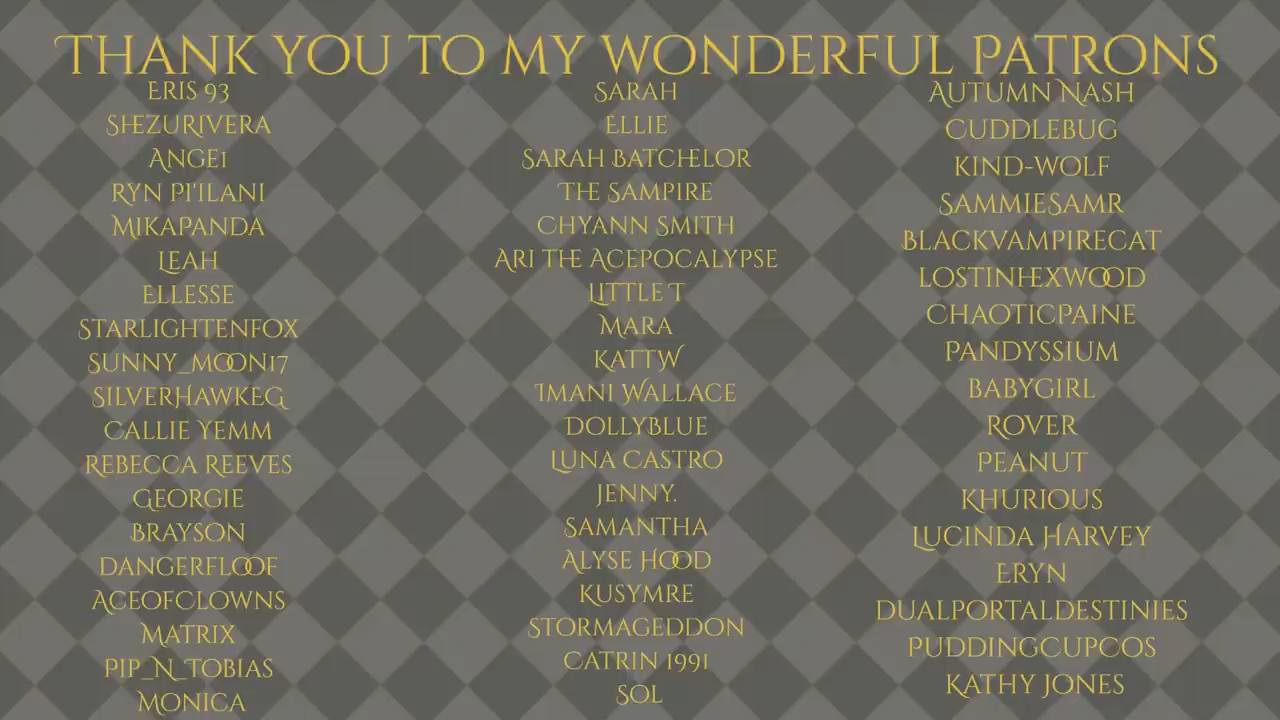 Thank you to my wonderful Patrons
Eris 93
ShezuRivera
Ange1
Ryn Pi'ilani
MikaPanda
Leah
Ellesse
Starlightenfox
Sunny_moon17
SilverHawkeG
Callie Yemm
Rebecca Reeves
Georgie
Brayson
dangerfloof
AceofClowns
Matrix
Pip_N_Tobias
Monica
Sarah
Ellie
Sarah Batchelor
The Sampire
Chyann Smith
Ari the Acepocalypse
Little T
Mara
KattW
Imani Wallace
DollyBlue
Luna Castro
Jenny.
Samantha
Alyse Hood
Kusymre
Stormageddon
Catrin 1991
Sol
Autumn Nash
Cuddlebug
kind-wolf
SammieSamR
Blackvampirecat
lostinhexwood
ChaoticPaine
Pandyssium
babygirl
Rover
Peanut
Khurious
Lucinda Harvey
Eryn
dualportaldestinies
Puddingcupcos
Kathy Jones